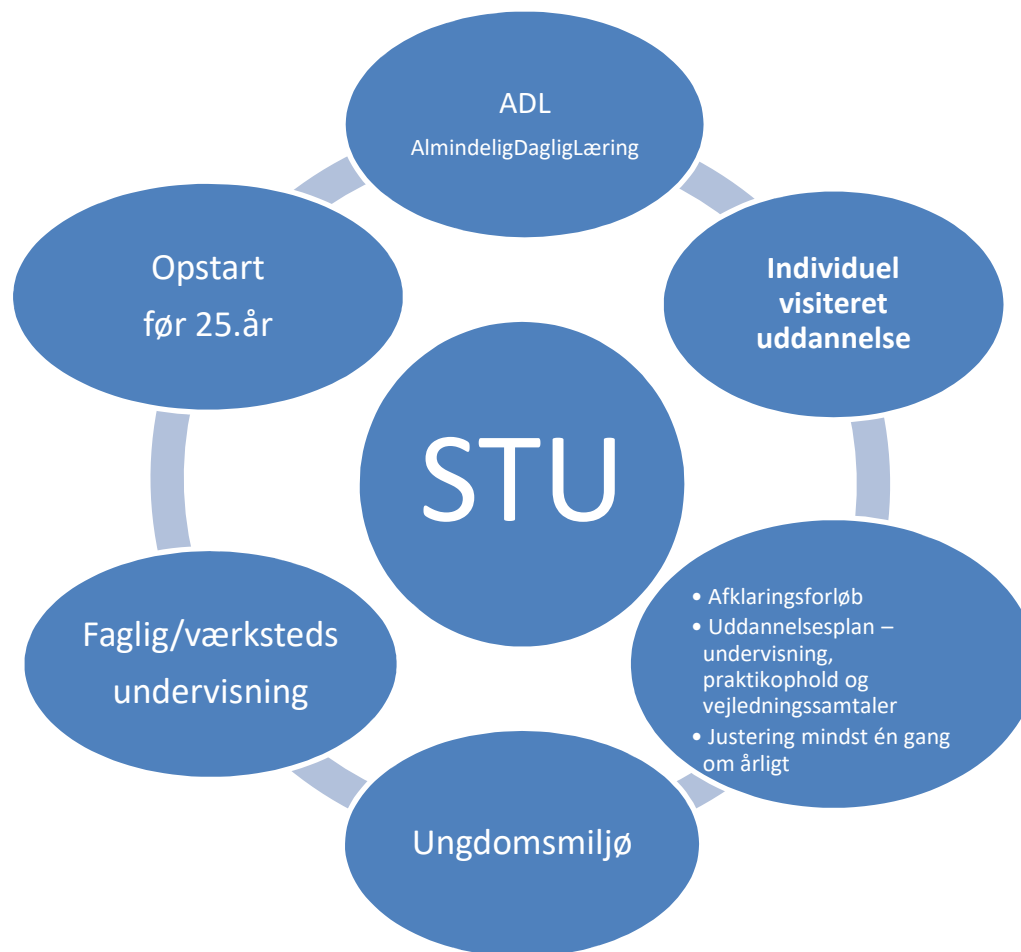 ADL
AlmindeligDagligLæring
Individuel
visiteret
uddannelse
• Afklaringsforløb
• Uddannelsesplan –
undervisning,
praktikophold og
vejledningssamtaler
• Justering mindst én gang
om årligt
Ungdomsmiljø
Faglig/værksteds
undervisning
Opstart
før 25.år
STU